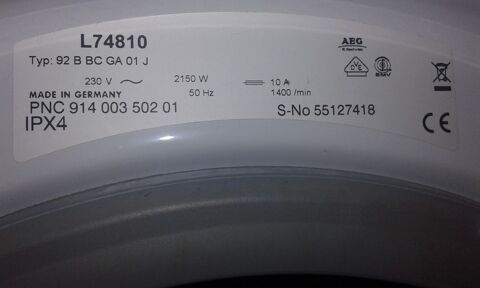 L74810
AEG
Typ: 92 B BC GA 01 J
230 V ~ 2150 W 10 A
MADE IN GERMANY 50 Hz 1400 /min
PNC 914 003 502 01 S-No 55127418
IPX4 CE